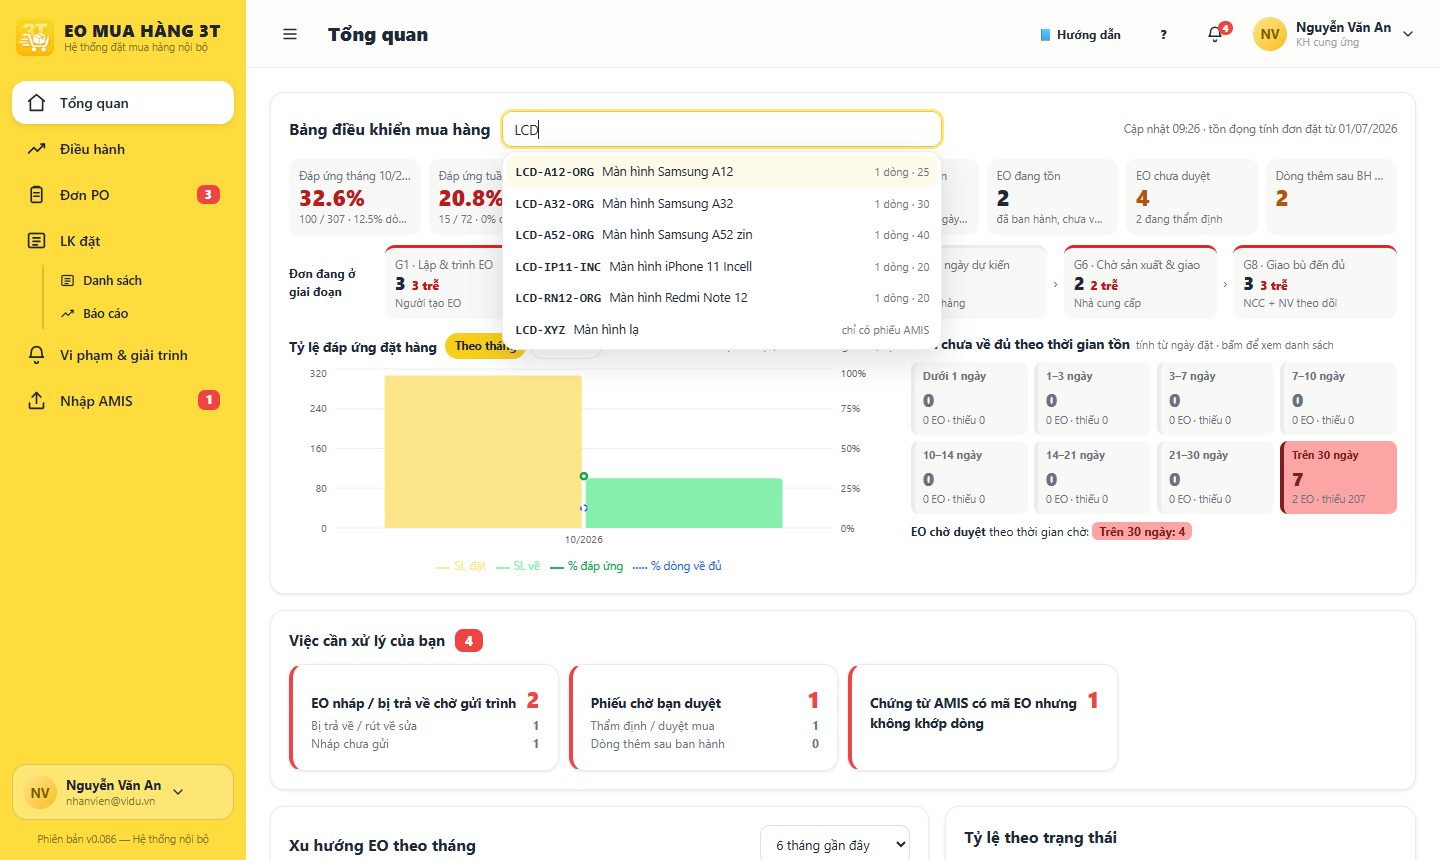 EO MUA HÀNG 3T
Hệ thống đặt mua hàng nội bộ
Tổng quan
Điều hành
Đơn PO 3
LK đặt
Danh sách
Báo cáo
Vi phạm & giải trình
Nhập AMIS 1
NV
Nguyễn Văn An
nhanvien@vidu.vn
Phiên bản v0.086 — Hệ thống nội bộ
Tổng quan
Hướng dẫn
?
4
NV
Nguyễn Văn An
KH cung ứng
Bảng điều khiển mua hàng
LCD
Cập nhật 09:26 · tồn đọng tính đơn đặt từ 01/07/2026
LCD-A12-ORG Màn hình Samsung A12 1 dòng · 25
LCD-A32-ORG Màn hình Samsung A32 1 dòng · 30
LCD-A52-ORG Màn hình Samsung A52 zin 1 dòng · 40
LCD-IP11-INC Màn hình iPhone 11 Incell 1 dòng · 20
LCD-RN12-ORG Màn hình Redmi Note 12 1 dòng · 20
LCD-XYZ Màn hình lạ chỉ có phiếu AMIS
Đáp ứng tháng 10/2...
32.6%
100 / 307 · 12.5% dò...
Đáp ứng tuầ
20.8%
15 / 72 · 0% d
EO đang tồn
2
đã ban hành, chưa v...
EO chưa duyệt
4
2 đang thẩm định
Dòng thêm sau BH ...
2
Đơn đang ở
giai đoạn
G1 · Lập & trình EO
3 3 trễ
Người tạo EO
ngày dự kiến
hàng
›
G6 · Chờ sản xuất & giao
2 2 trễ
Nhà cung cấp
›
G8 · Giao bù đến đủ
3 3 trễ
NCC + NV theo dõi
Tỷ lệ đáp ứng đặt hàng
Theo tháng
320
240
160
80
0
100%
75%
50%
25%
0%
10/2026
SL đặt
SL về
% đáp ứng
% dòng về đủ
chưa về đủ theo thời gian tồn tính từ ngày đặt · bấm để xem danh sách
Dưới 1 ngày
0
0 EO · thiếu 0
1–3 ngày
0
0 EO · thiếu 0
3–7 ngày
0
0 EO · thiếu 0
7–10 ngày
0
0 EO · thiếu 0
10–14 ngày
0
0 EO · thiếu 0
14–21 ngày
0
0 EO · thiếu 0
21–30 ngày
0
0 EO · thiếu 0
Trên 30 ngày
7
2 EO · thiếu 207
EO chờ duyệt theo thời gian chờ: Trên 30 ngày: 4
Việc cần xử lý của bạn 4
EO nháp / bị trả về chờ gửi trình 2
Bị trả về / rút về sửa 1
Nháp chưa gửi 1
Phiếu chờ bạn duyệt 1
Thẩm định / duyệt mua 1
Dòng thêm sau ban hành 0
Chứng từ AMIS có mã EO nhưng 1
không khớp dòng
Xu hướng EO theo tháng
6 tháng gần đây
Tỷ lệ theo trạng thái